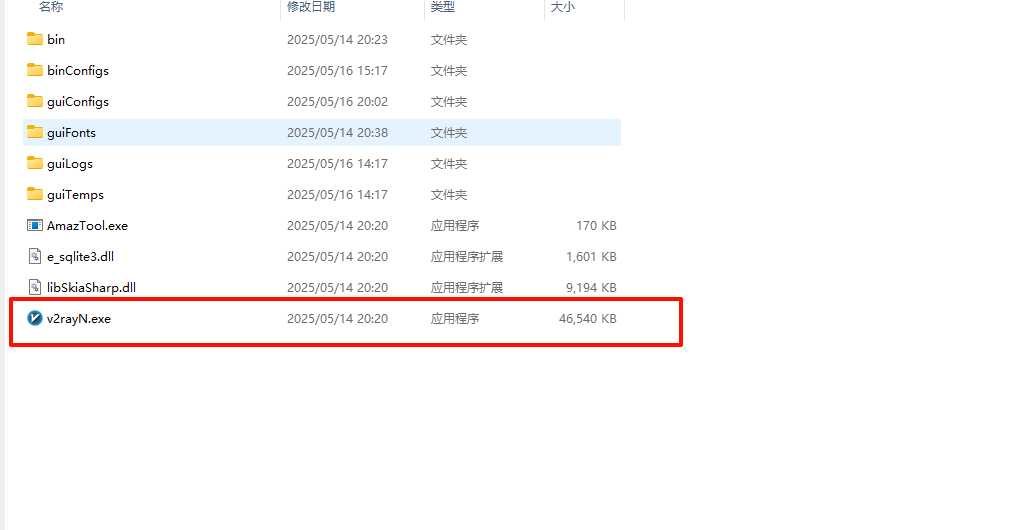 名称 修改日期 类型 大小
bin 2025/05/14 20:23 文件夹
binConfigs 2025/05/16 15:17 文件夹
guiConfigs 2025/05/16 20:02 文件夹
guiFonts 2025/05/14 20:38 文件夹
guiLogs 2025/05/16 14:17 文件夹
guiTemps 2025/05/16 14:17 文件夹
AmazTool.exe 2025/05/14 20:20 应用程序 170 KB
e_sqlite3.dll 2025/05/14 20:20 应用程序扩展 1,601 KB
libSkiaSharp.dll 2025/05/14 20:20 应用程序扩展 9,194 KB
v2rayN.exe 2025/05/14 20:20 应用程序 46,540 KB